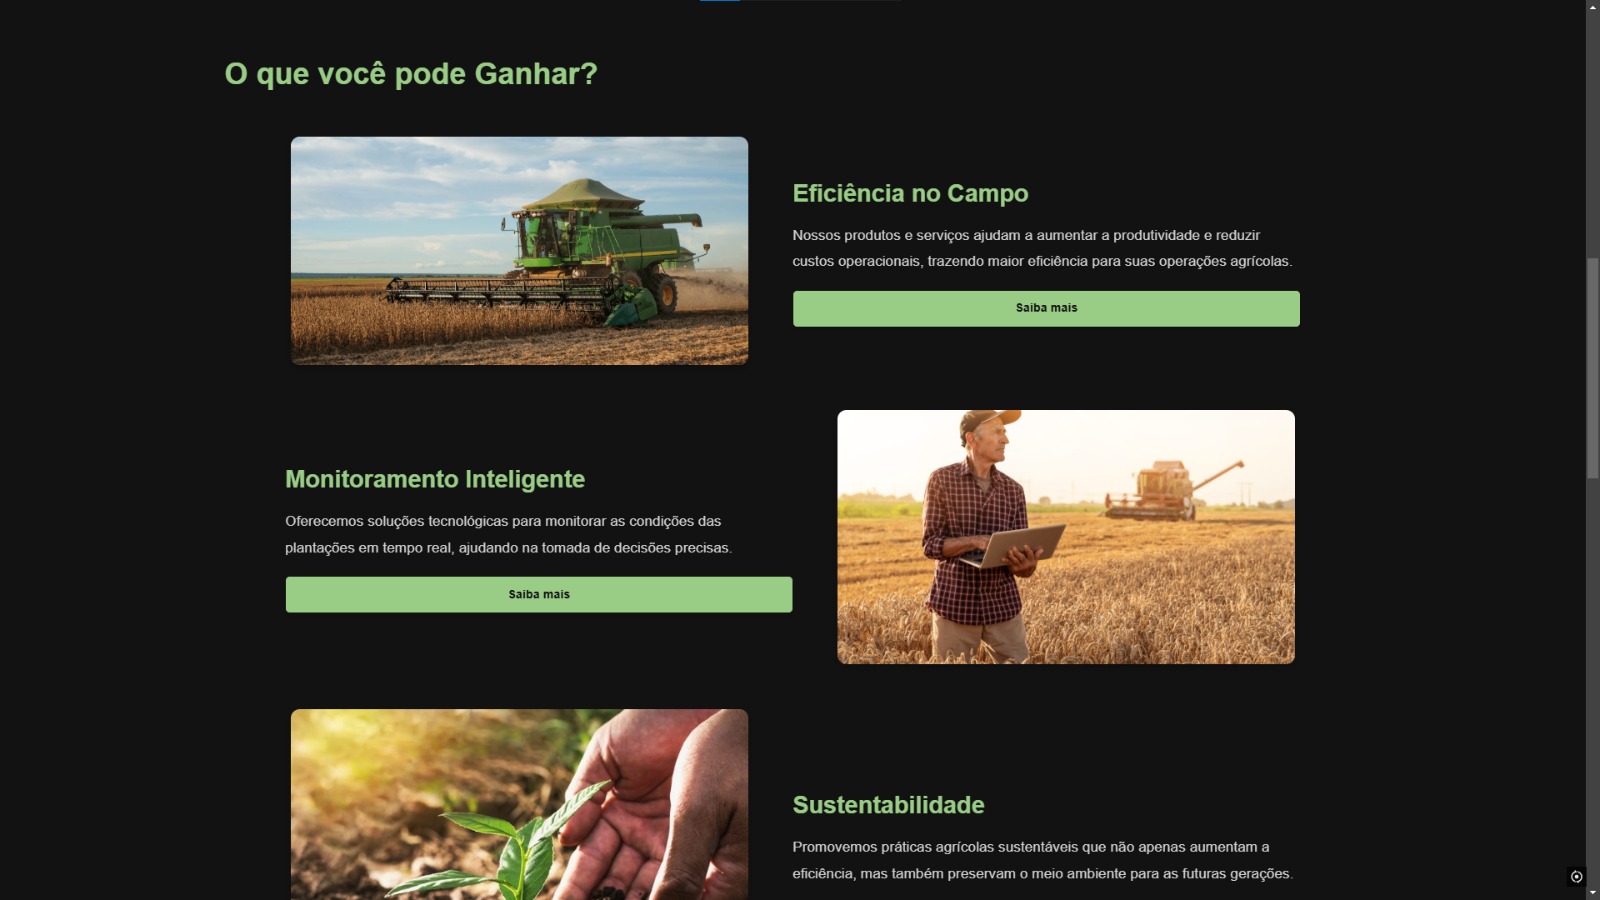 O que você pode Ganhar?
Eficiência no Campo
Nossos produtos e serviços ajudam a aumentar a produtividade e reduzir
custos operacionais, trazendo maior eficiência para suas operações agrícolas.
Saiba mais
Monitoramento Inteligente
Oferecemos soluções tecnológicas para monitorar as condições das
plantações em tempo real, ajudando na tomada de decisões precisas.
Saiba mais
Sustentabilidade
Promovemos práticas agrícolas sustentáveis que não apenas aumentam a
eficiência, mas também preservam o meio ambiente para as futuras gerações.